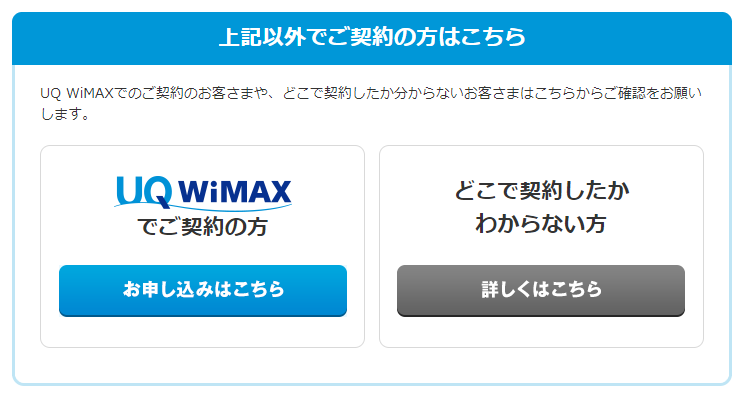 上記以外でご契約の方はこちら
UQ WiMAXでのご契約のお客さまや、どこで契約したか分からないお客さまはこちらからご確認をお願い
します。
UQ WiMAX
でご契約の方
お申し込みはこちら
どこで契約したか
わからない方
詳しくはこちら